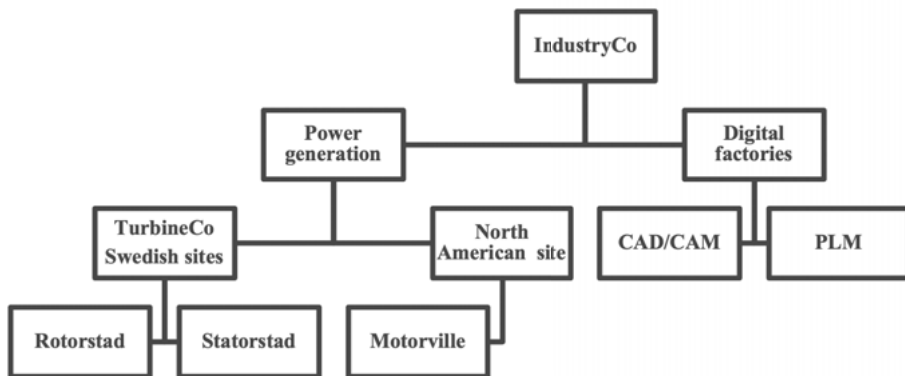 IndustryCo
Power
generation
Digital
factories
TurbineCo
Swedish sites
North
American site
CAD/CAM
PLM
Rotorstad
Statorstad
Motorville